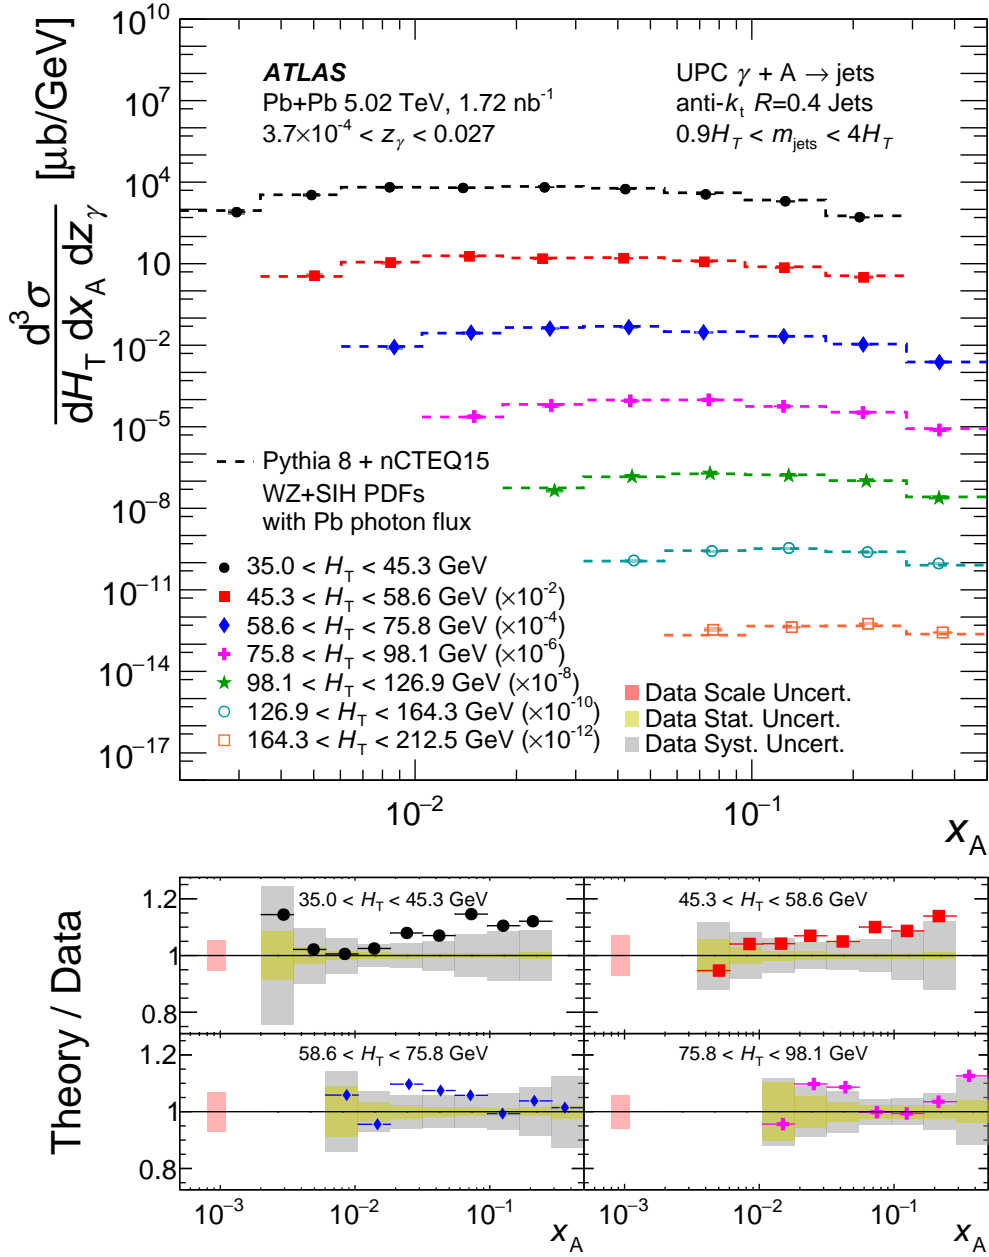 d³σ / dH_T dx_A dz_γ [μb/GeV]
10¹⁰
10⁷
10⁴
10
10⁻²
10⁻⁵
10⁻⁸
10⁻¹¹
10⁻¹⁴
10⁻¹⁷
ATLAS
Pb+Pb 5.02 TeV, 1.72 nb⁻¹
3.7×10⁻⁴ < z_γ < 0.027
UPC γ + A → jets
anti-k_t R=0.4 Jets
0.9H_T < m_jets < 4H_T
Pythia 8 + nCTEQ15
WZ+SIH PDFs
with Pb photon flux
35.0 < H_T < 45.3 GeV
45.3 < H_T < 58.6 GeV (×10⁻²)
58.6 < H_T < 75.8 GeV (×10⁻⁴)
75.8 < H_T < 98.1 GeV (×10⁻⁶)
98.1 < H_T < 126.9 GeV (×10⁻⁸)
126.9 < H_T < 164.3 GeV (×10⁻¹⁰)
164.3 < H_T < 212.5 GeV (×10⁻¹²)
Data Scale Uncert.
Data Stat. Uncert.
Data Syst. Uncert.
10⁻² 10⁻¹
x_A
Theory / Data
35.0 < H_T < 45.3 GeV
45.3 < H_T < 58.6 GeV
1.2
1
0.8
58.6 < H_T < 75.8 GeV
75.8 < H_T < 98.1 GeV
1.2
1
0.8
10⁻³ 10⁻² 10⁻¹
x_A
10⁻³ 10⁻² 10⁻¹
x_A